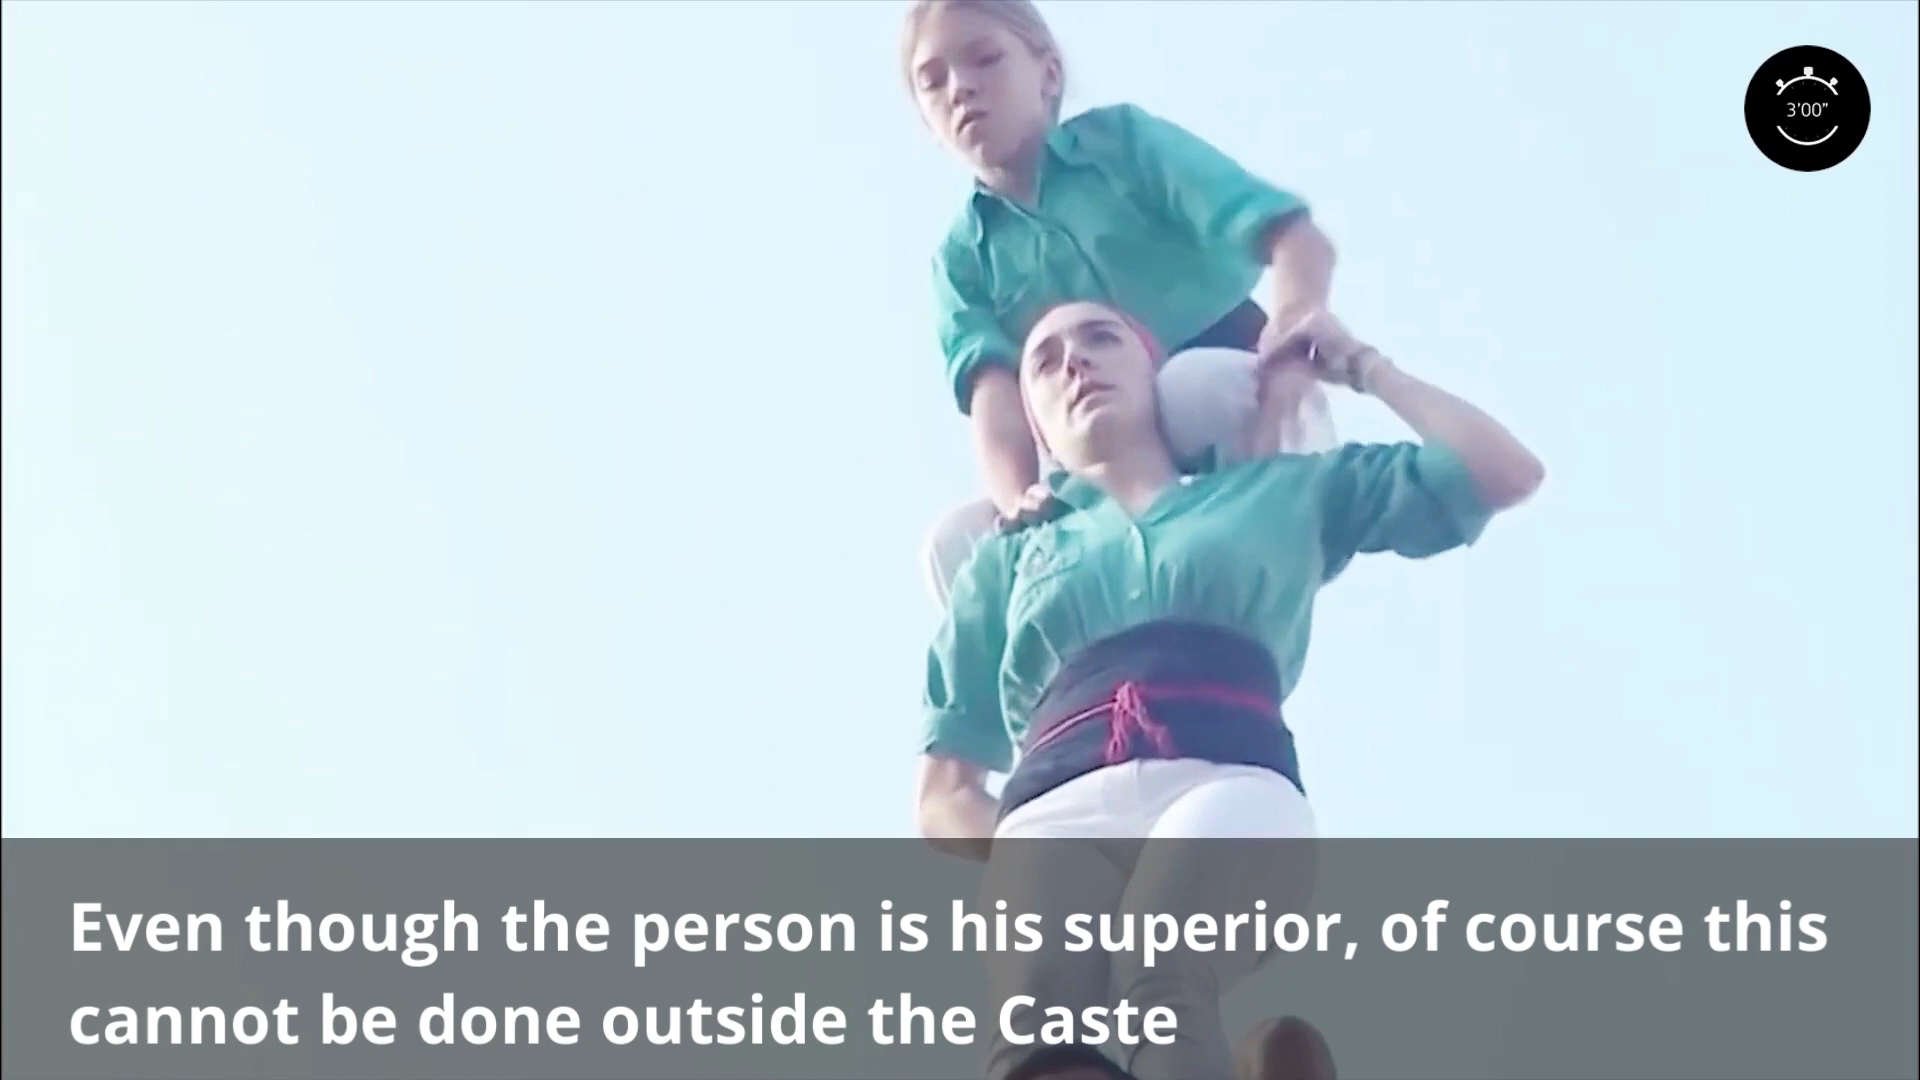 3'00"
Even though the person is his superior, of course this
cannot be done outside the Caste